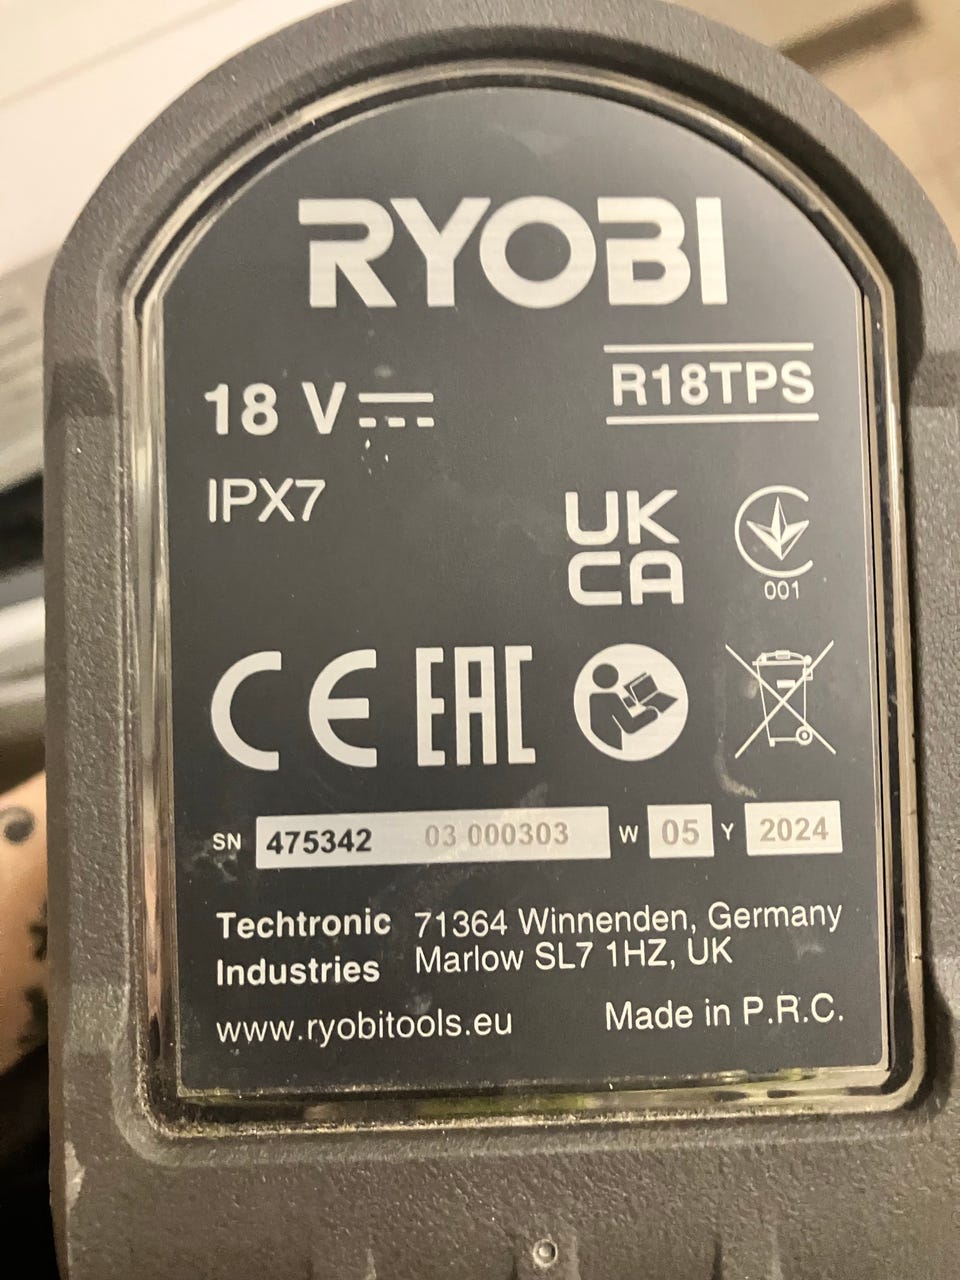 RYOBI
18 V
R18TPS
IPX7
UK
CA
001
CE EAC
SN 475342 03 000303 W 05 Y 2024
Techtronic 71364 Winnenden, Germany
Industries Marlow SL7 1HZ, UK
www.ryobitools.eu Made in P.R.C.